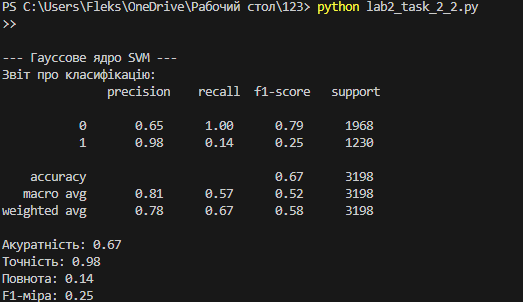 PS C:\Users\Fleks\OneDrive\Рабочий стол\123> python lab2_task_2_2.py
>>
--- Гауссове ядро SVM ---
Звіт про класифікацію:
precision recall f1-score support
0 0.65 1.00 0.79 1968
1 0.98 0.14 0.25 1230
accuracy 0.67 3198
macro avg 0.81 0.57 0.52 3198
weighted avg 0.78 0.67 0.58 3198
Акуратність: 0.67
Точність: 0.98
Повнота: 0.14
F1-міра: 0.25